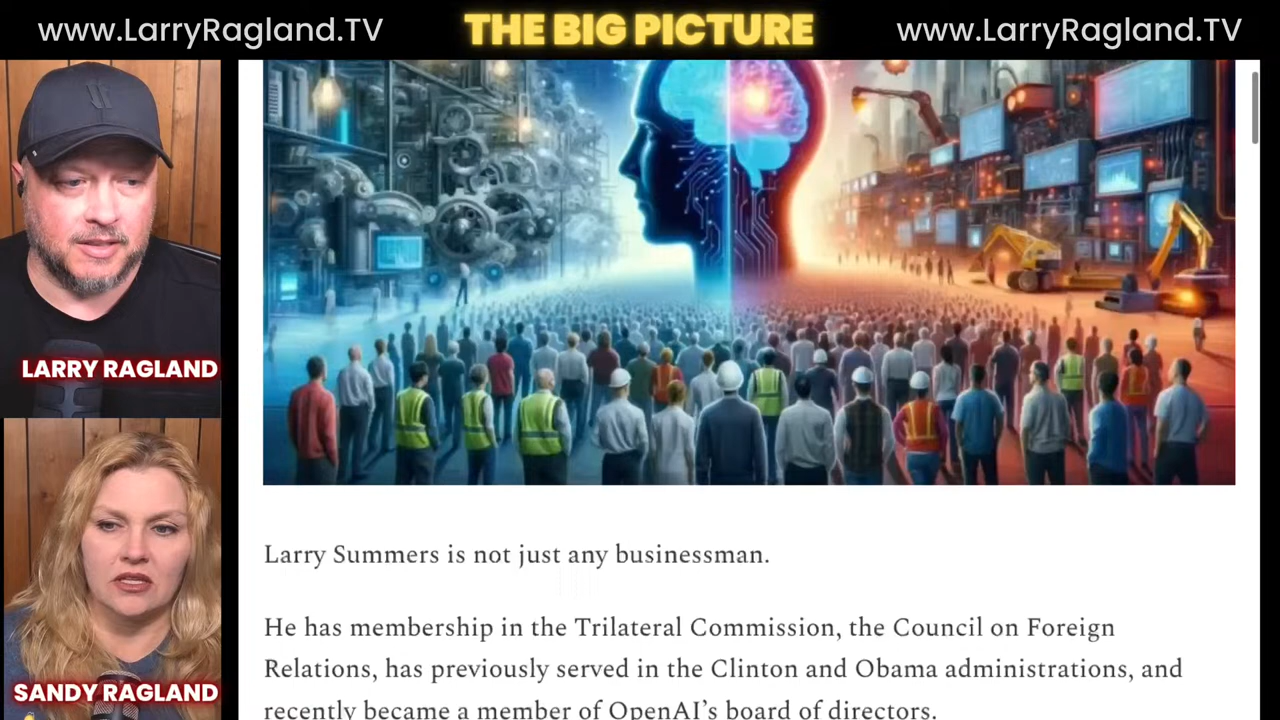 www.LarryRagland.TV
THE BIG PICTURE
www.LarryRagland.TV
LARRY RAGLAND
SANDY RAGLAND
Larry Summers is not just any businessman.
He has membership in the Trilateral Commission, the Council on Foreign
Relations, has previously served in the Clinton and Obama administrations, and
recently became a member of OpenAI’s board of directors.